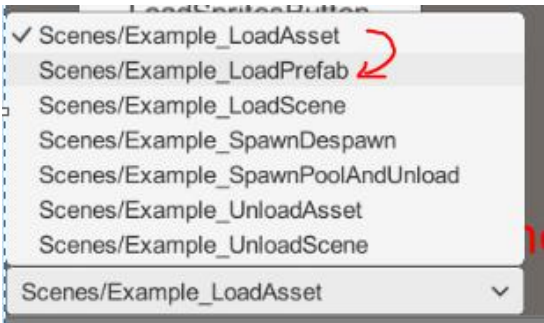 LoadSpritesButton
Scenes/Example_LoadAsset
Scenes/Example_LoadPrefab
Scenes/Example_LoadScene
Scenes/Example_SpawnDespawn
Scenes/Example_SpawnPoolAndUnload
Scenes/Example_UnloadAsset
Scenes/Example_UnloadScene
Scenes/Example_LoadAsset